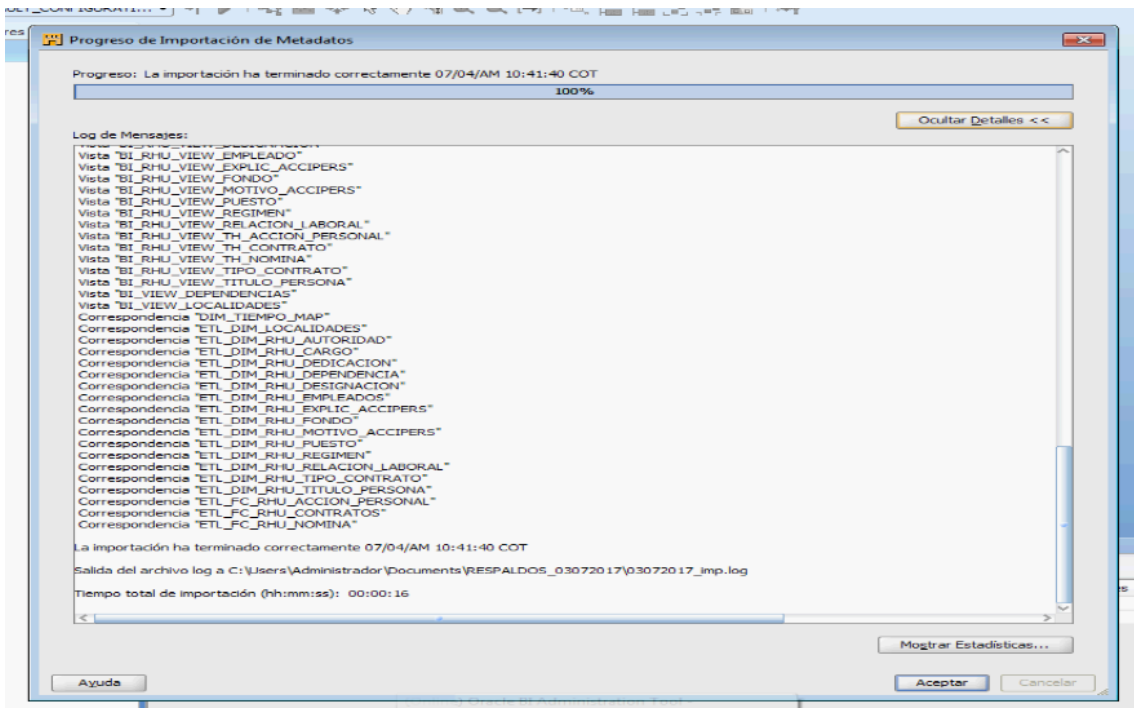 Progreso de Importación de Metadatos
Progreso: La importación ha terminado correctamente 07/04/AM 10:41:40 COT
100%
Ocultar Detalles <<
Log de Mensajes:
Vista "BI_RHU_VIEW_DESIGNACION"
Vista "BI_RHU_VIEW_EMPLEADO"
Vista "BI_RHU_VIEW_EXPLIC_ACCIPERS"
Vista "BI_RHU_VIEW_FONDO"
Vista "BI_RHU_VIEW_MOTIVO_ACCIPERS"
Vista "BI_RHU_VIEW_PUESTO"
Vista "BI_RHU_VIEW_REGIMEN"
Vista "BI_RHU_VIEW_RELACION_LABORAL"
Vista "BI_RHU_VIEW_TH_ACCION_PERSONAL"
Vista "BI_RHU_VIEW_TH_CONTRATO"
Vista "BI_RHU_VIEW_TH_NOMINA"
Vista "BI_RHU_VIEW_TIPO_CONTRATO"
Vista "BI_RHU_VIEW_TITULO_PERSONA"
Vista "BI_VIEW_DEPENDENCIAS"
Vista "BI_VIEW_LOCALIDADES"
Correspondencia "DIM_TIEMPO_MAP"
Correspondencia "ETL_DIM_LOCALIDADES"
Correspondencia "ETL_DIM_RHU_AUTORIDAD"
Correspondencia "ETL_DIM_RHU_CARGO"
Correspondencia "ETL_DIM_RHU_DEDICACION"
Correspondencia "ETL_DIM_RHU_DEPENDENCIA"
Correspondencia "ETL_DIM_RHU_DESIGNACION"
Correspondencia "ETL_DIM_RHU_EMPLEADOS"
Correspondencia "ETL_DIM_RHU_EXPLIC_ACCIPERS"
Correspondencia "ETL_DIM_RHU_FONDO"
Correspondencia "ETL_DIM_RHU_MOTIVO_ACCIPERS"
Correspondencia "ETL_DIM_RHU_PUESTO"
Correspondencia "ETL_DIM_RHU_REGIMEN"
Correspondencia "ETL_DIM_RHU_RELACION_LABORAL"
Correspondencia "ETL_DIM_RHU_TIPO_CONTRATO"
Correspondencia "ETL_DIM_RHU_TITULO_PERSONA"
Correspondencia "ETL_FC_RHU_ACCION_PERSONAL"
Correspondencia "ETL_FC_RHU_CONTRATOS"
Correspondencia "ETL_FC_RHU_NOMINA"
La importación ha terminado correctamente 07/04/AM 10:41:40 COT
Salida del archivo log a C:\Users\Administrador\Documents\RESPALDOS_03072017\03072017_imp.log
Tiempo total de importación (hh:mm:ss): 00:00:16
Mostrar Estadísticas...
Ayuda
Aceptar
Cancelar
Oracle BI Administration Tool -